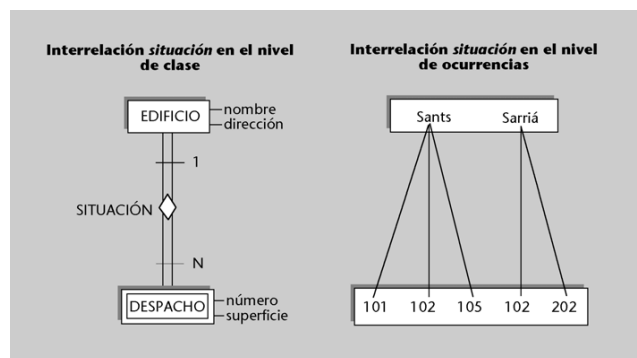 Interrelación situación en el nivel
de clase
EDIFICIO
nombre
dirección
1
SITUACIÓN
N
DESPACHO
número
superficie
Interrelación situación en el nivel
de ocurrencias
Sants Sarriá
101 102 105 102 202